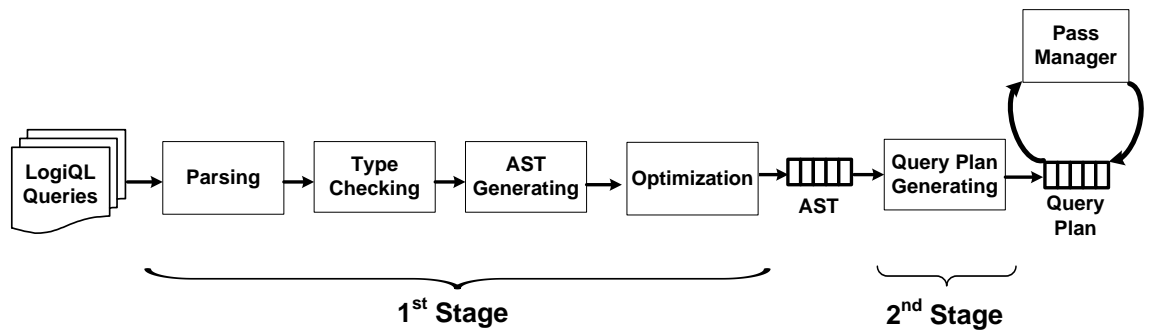 Pass
Manager
LogiQL
Queries
Parsing
Type
Checking
AST
Generating
Optimization
AST
Query Plan
Generating
Query
Plan
1st Stage
2nd Stage